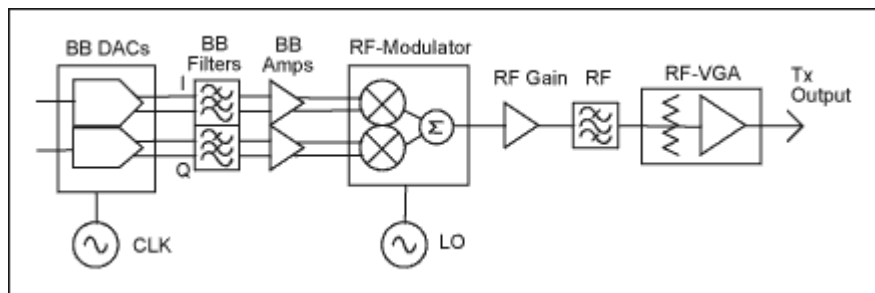 BB DACs
BB
Filters
BB
Amps
RF-Modulator
RF Gain
RF
RF-VGA
Tx
Output
I
Q
Σ
CLK
LO